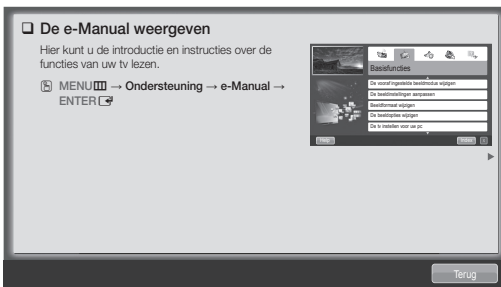 De e-Manual weergeven
Hier kunt u de introductie en instructies over de
functies van uw tv lezen.
MENU → Ondersteuning → e-Manual →
ENTER
Basisfuncties
De vooraf ingestelde beeldmodus wijzigen
De beeldinstellingen aanpassen
Beeldformaat wijzigen
De beeldopties wijzigen
De tv instellen voor uw pc
Help
Index
Terug